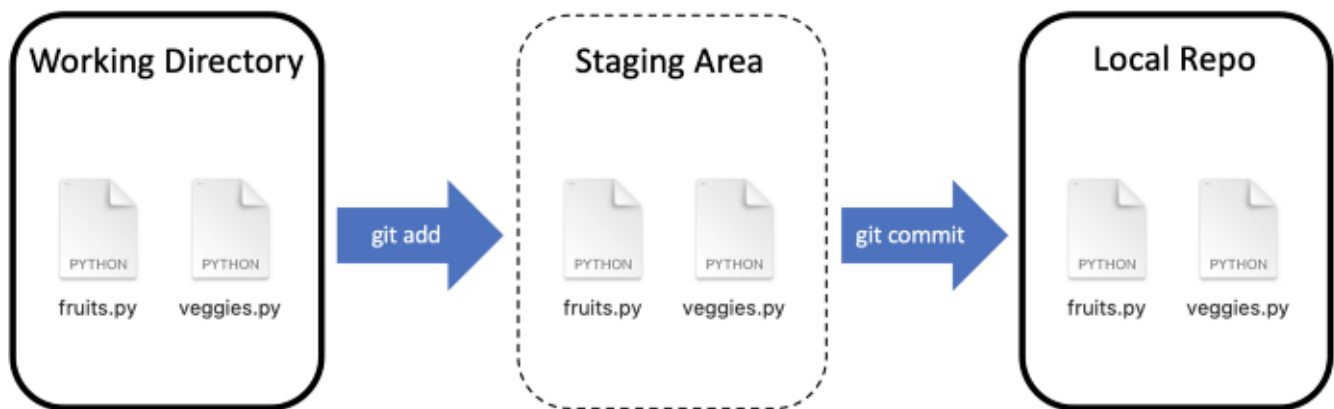 Working Directory
Staging Area
Local Repo
git add
git commit
PYTHON
PYTHON
PYTHON
PYTHON
PYTHON
PYTHON
fruits.py
veggies.py
fruits.py
veggies.py
fruits.py
veggies.py